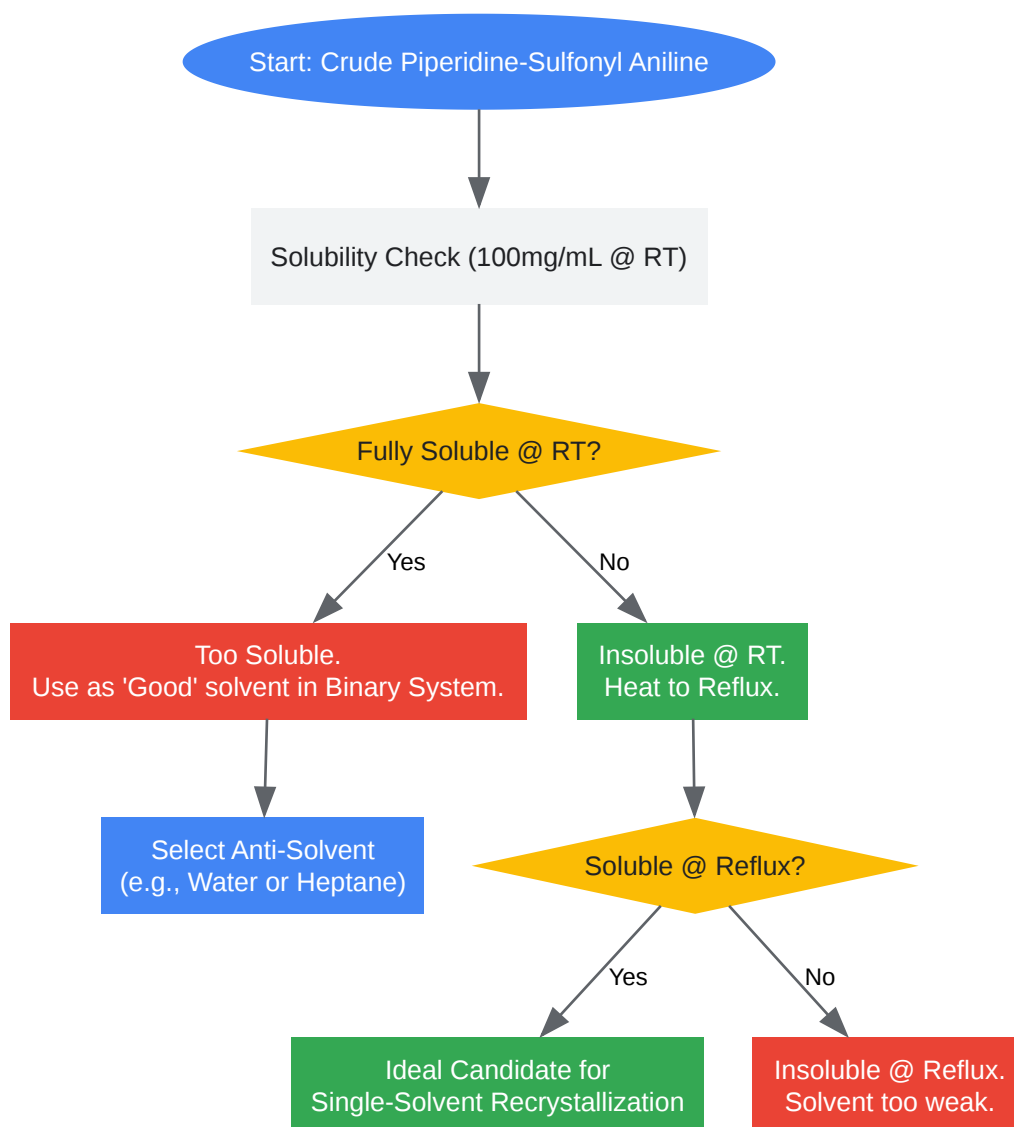 Start: Crude Piperidine-Sulfonyl Aniline
Solubility Check (100mg/mL @ RT)
Fully Soluble @ RT?
Yes
No
Too Soluble.
Use as 'Good' solvent in Binary System.
Insoluble @ RT.
Heat to Reflux.
Select Anti-Solvent
(e.g., Water or Heptane)
Soluble @ Reflux?
Yes
No
Ideal Candidate for
Single-Solvent Recrystallization
Insoluble @ Reflux.
Solvent too weak.